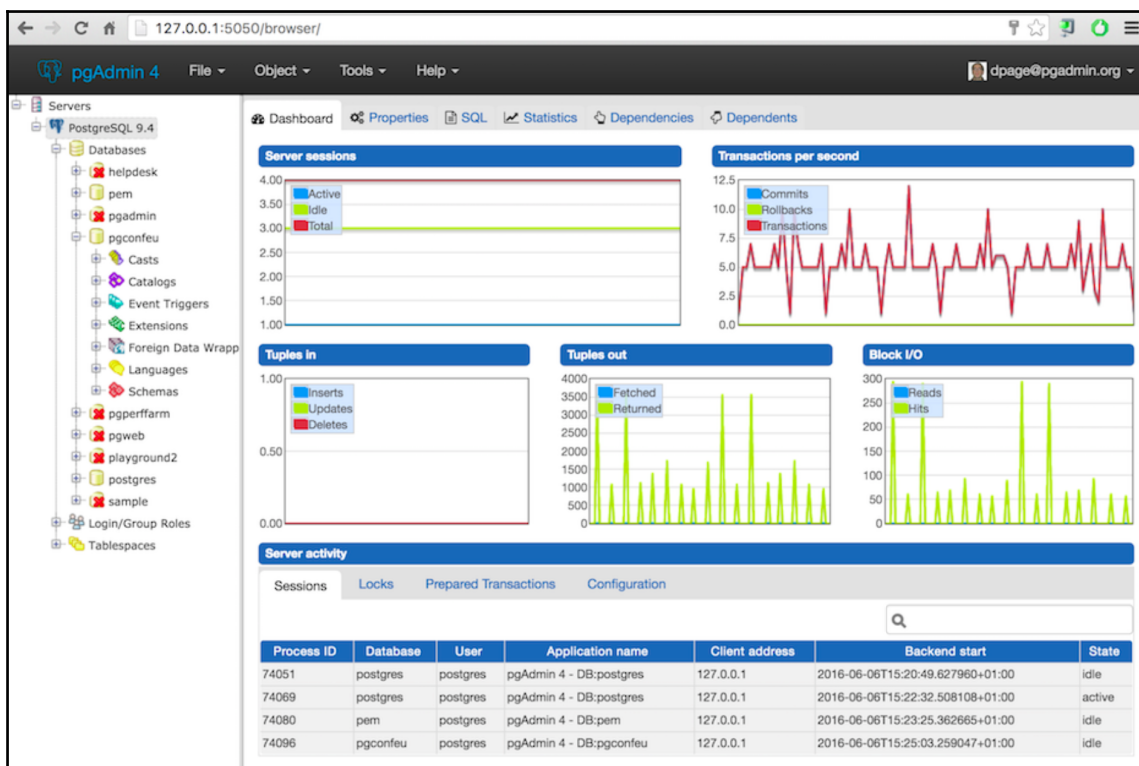 127.0.0.1:5050/browser/
pgAdmin 4 File Object Tools Help dpage@pgadmin.org
Servers
PostgreSQL 9.4
Databases
helpdesk
pem
pgadmin
pgconfeu
Casts
Catalogs
Event Triggers
Extensions
Foreign Data Wrapp
Languages
Schemas
pgperffarm
pgweb
playground2
postgres
sample
Login/Group Roles
Tablespaces
Dashboard Properties SQL Statistics Dependencies Dependents
Server sessions
4.00
3.50
3.00
2.50
2.00
1.50
1.00
Active
Idle
Total
Transactions per second
12.5
10.0
7.5
5.0
2.5
0.0
Commits
Rollbacks
Transactions
Tuples in
1.00
0.50
0.00
Inserts
Updates
Deletes
Tuples out
4000
3500
3000
2500
2000
1500
1000
500
0
Fetched
Returned
Block I/O
300
250
200
150
100
50
0
Reads
Hits
Server activity
Sessions Locks Prepared Transactions Configuration
Process ID Database User Application name Client address Backend start State
74051 postgres postgres pgAdmin 4 - DB:postgres 127.0.0.1 2016-06-06T15:20:49.627960+01:00 idle
74069 postgres postgres pgAdmin 4 - DB:postgres 127.0.0.1 2016-06-06T15:22:32.508108+01:00 active
74080 pem postgres pgAdmin 4 - DB:pem 127.0.0.1 2016-06-06T15:23:25.362665+01:00 idle
74096 pgconfeu postgres pgAdmin 4 - DB:pgconfeu 127.0.0.1 2016-06-06T15:25:03.259047+01:00 idle